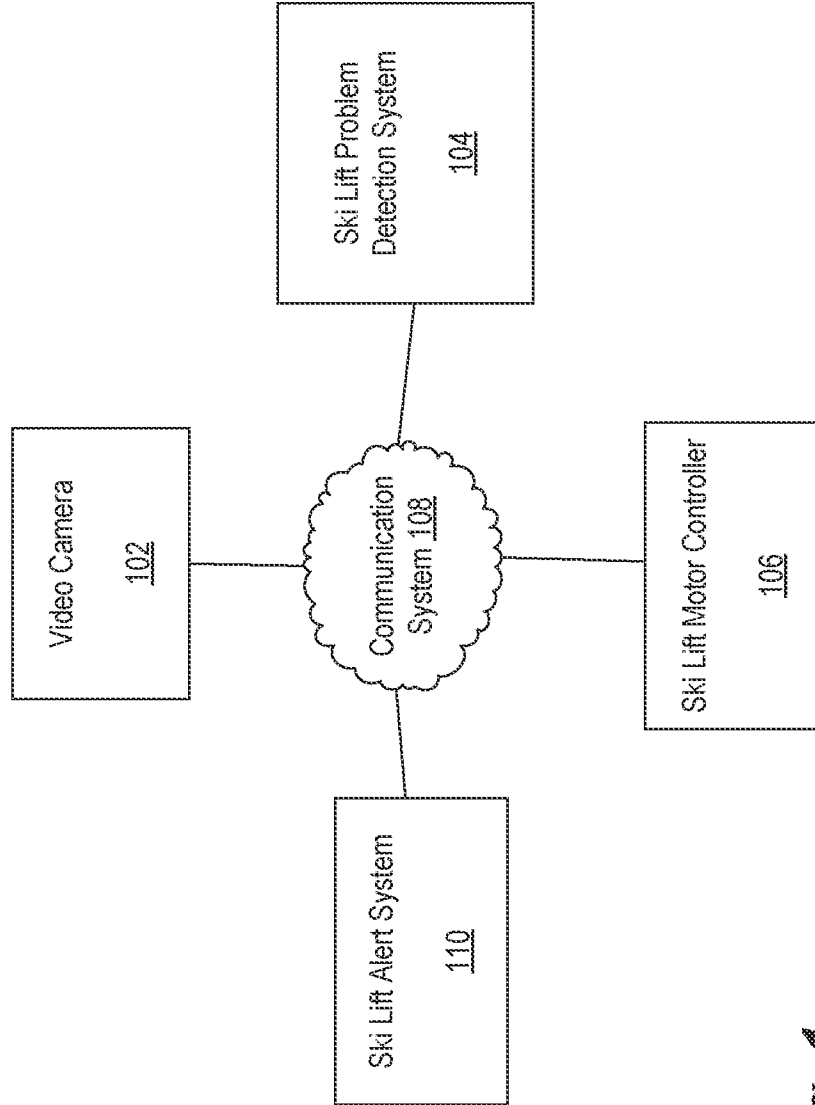 Video Camera
102
Ski Lift Problem
Detection System
104
Communication
System 108
Ski Lift Alert System
110
Ski Lift Motor Controller
106